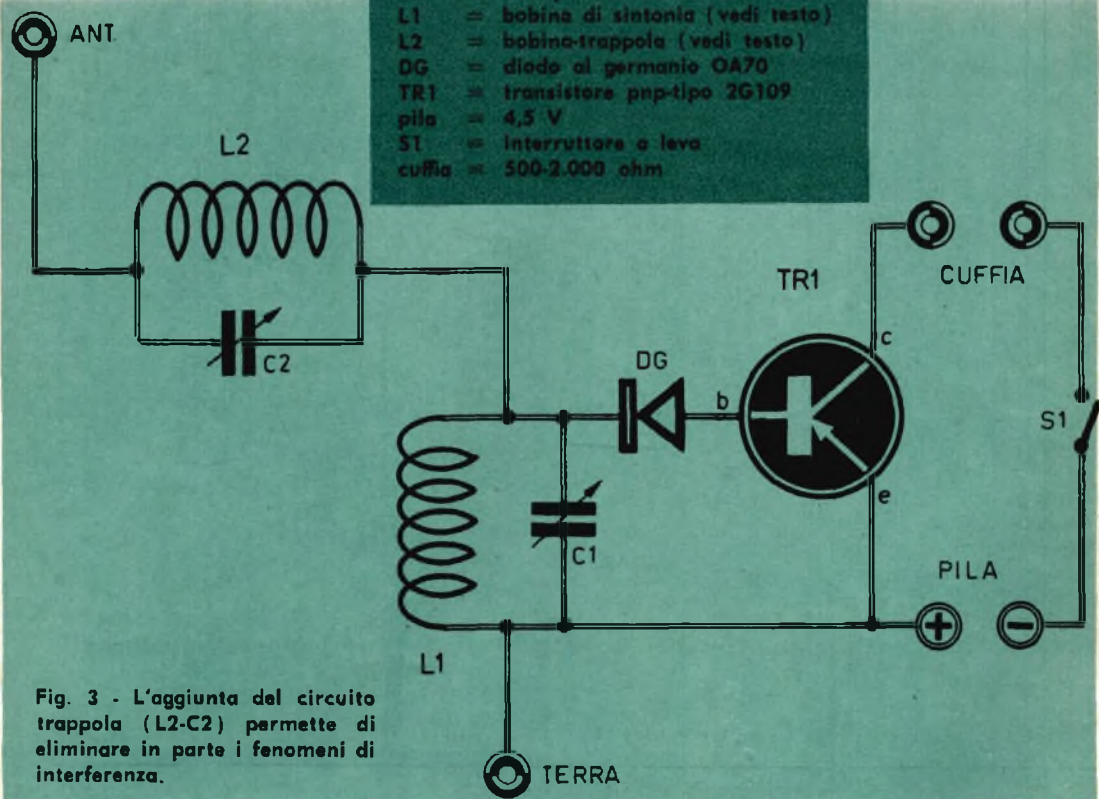 L1 = bobina di sintonia (vedi testo)
L2 = bobina-trappola (vedi testo)
DG = diodo al germanio OA70
TR1 = transistore pnp-tipo 2G109
pila = 4,5 V
S1 = interruttore a leva
cuffia = 500-2.000 ohm
ANT.
L2
C2
TR1
CUFFIA
c
DG
b
S1
e
C1
PILA
+
−
L1
Fig. 3 - L'aggiunta del circuito
trappola (L2-C2) permette di
eliminare in parte i fenomeni di
interferenza.
TERRA